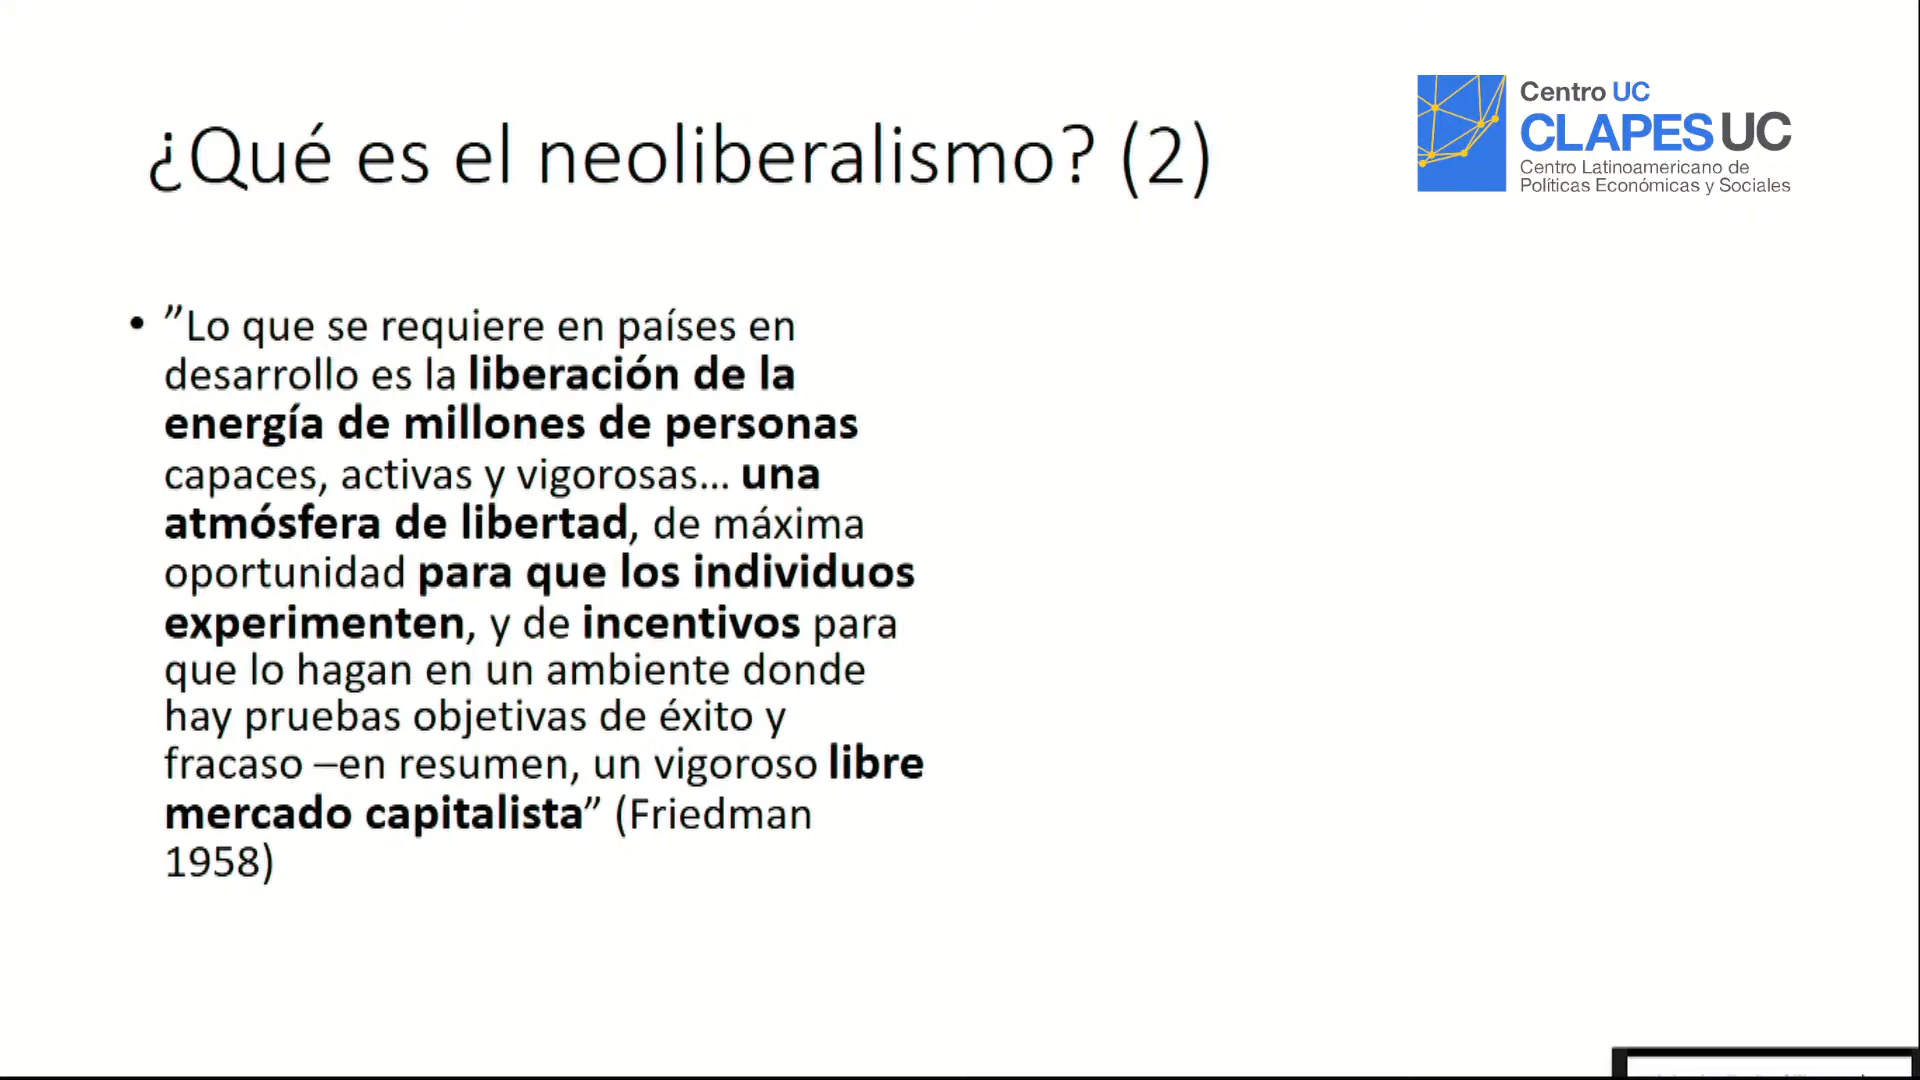 Centro UC
CLAPES UC
Centro Latinoamericano de
Políticas Económicas y Sociales
¿Qué es el neoliberalismo? (2)
• ”Lo que se requiere en países en
desarrollo es la liberación de la
energía de millones de personas
capaces, activas y vigorosas... una
atmósfera de libertad, de máxima
oportunidad para que los individuos
experimenten, y de incentivos para
que lo hagan en un ambiente donde
hay pruebas objetivas de éxito y
fracaso –en resumen, un vigoroso libre
mercado capitalista” (Friedman
1958)